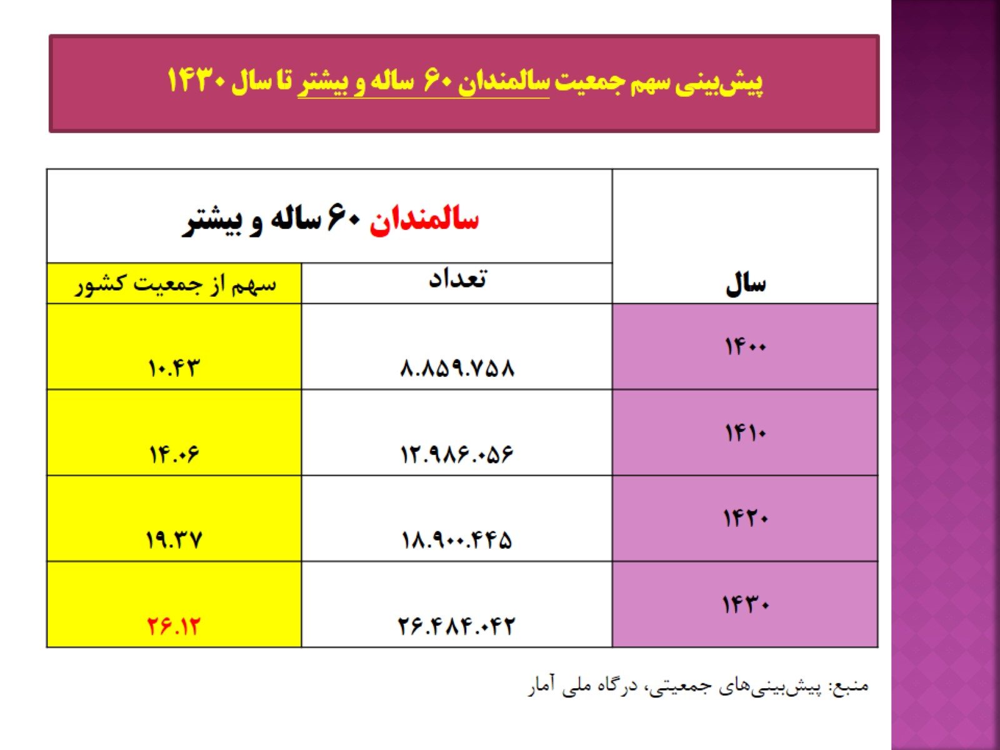 پیش‌بینی سهم جمعیت سالمندان ۶۰ ساله و بیشتر تا سال ۱۴۳۰
سالمندان ۶۰ ساله و بیشتر
سال
تعداد
سهم از جمعیت کشور
۱۴۰۰
۸.۸۵۹.۷۵۸
۱۰.۴۳
۱۴۱۰
۱۲.۹۸۶.۰۵۶
۱۴.۰۶
۱۴۲۰
۱۸.۹۰۰.۴۴۵
۱۹.۳۷
۱۴۳۰
۲۶.۴۸۴.۰۴۲
۲۶.۱۲
منبع: پیش‌بینی‌های جمعیتی، درگاه ملی آمار